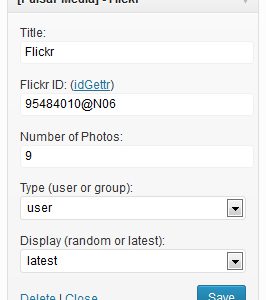 [Pulsar Media] - Flickr
Title:
Flickr
Flickr ID: (idGettr)
95484010@N06
Number of Photos:
9
Type (user or group):
user
Display (random or latest):
latest
Delete | Close
Save